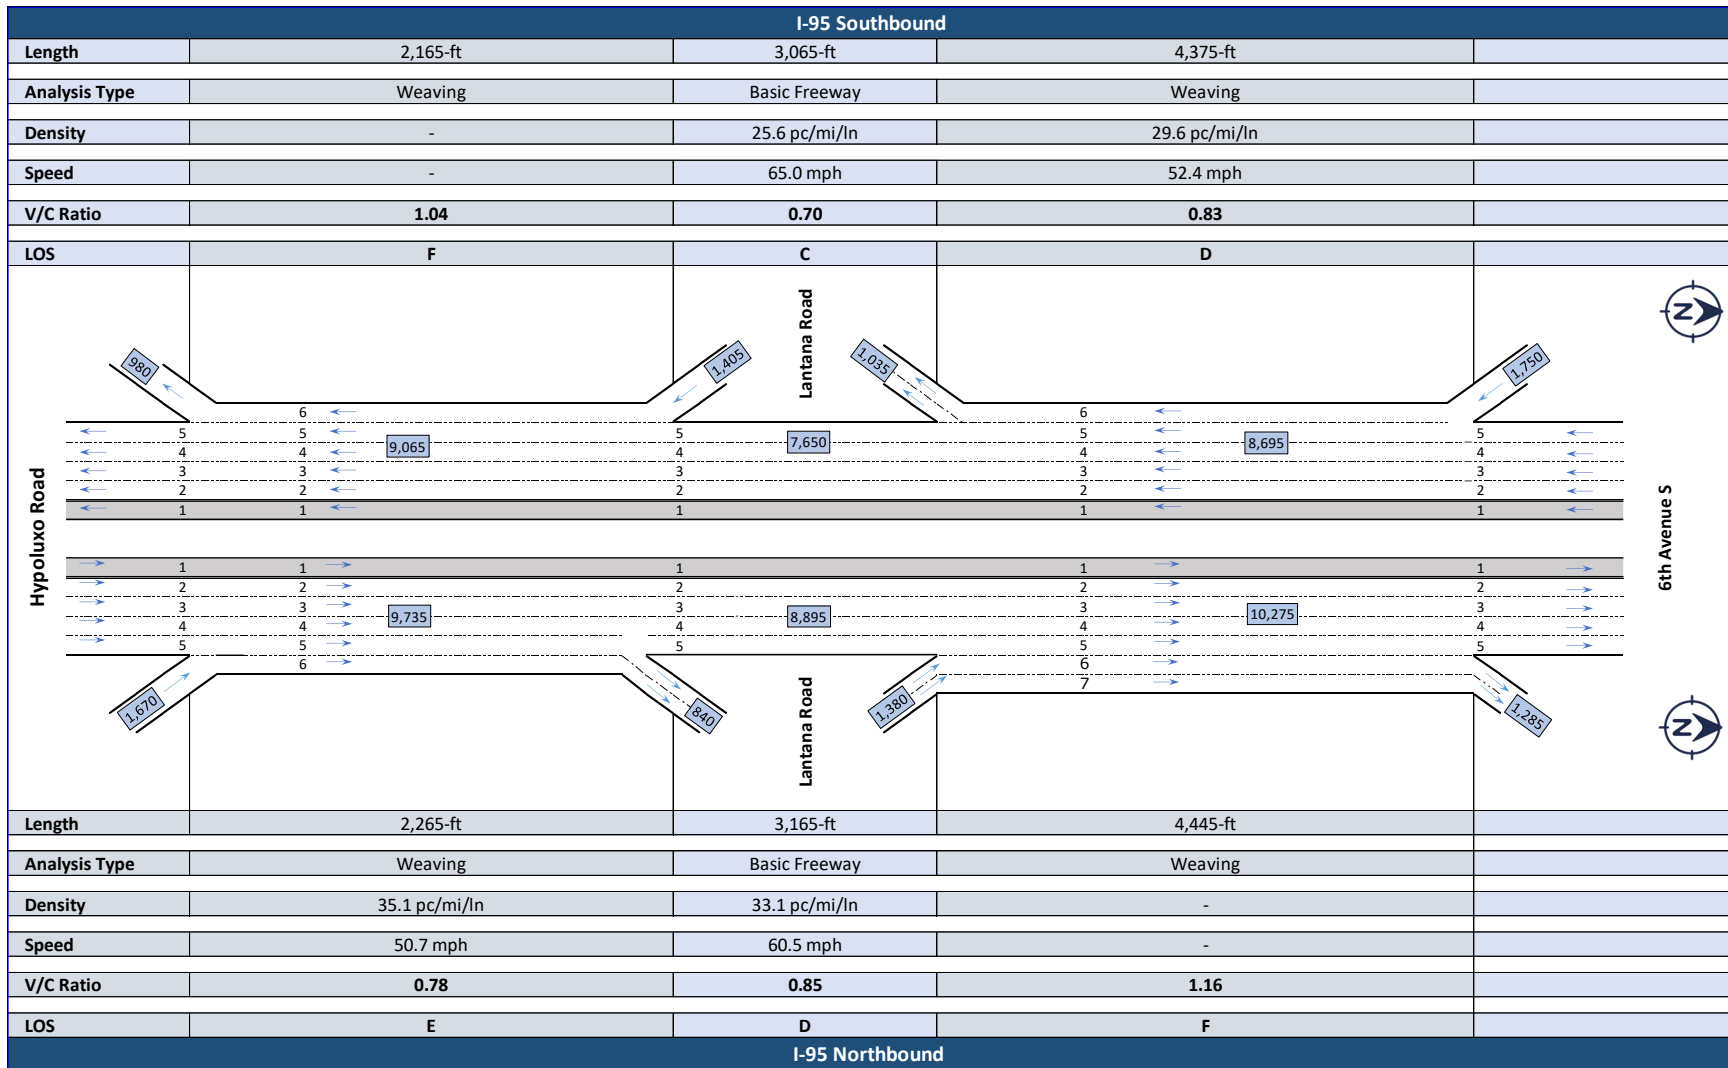 I-95 Southbound
Length 2,165-ft 3,065-ft 4,375-ft
Analysis Type Weaving Basic Freeway Weaving
Density - 25.6 pc/mi/ln 29.6 pc/mi/ln
Speed - 65.0 mph 52.4 mph
V/C Ratio 1.04 0.70 0.83
LOS F C D
Lantana Road
N
980 1,405 1,035 1,750
6 6
5 5 9,065 5 7,650 5 8,695 5
4 4 4 4 4
3 3 3 3 3
2 2 2 2 2
1 1 1 1 1
Hypoluxo Road
6th Avenue S
1 1 1 1 1
2 2 2 2 2
3 3 9,735 3 8,895 3 10,275 3
4 4 4 4 4
5 5 5 5 5
6 6
7
1,670 840 1,380 1,285
Lantana Road
N
Length 2,265-ft 3,165-ft 4,445-ft
Analysis Type Weaving Basic Freeway Weaving
Density 35.1 pc/mi/ln 33.1 pc/mi/ln -
Speed 50.7 mph 60.5 mph -
V/C Ratio 0.78 0.85 1.16
LOS E D F
I-95 Northbound